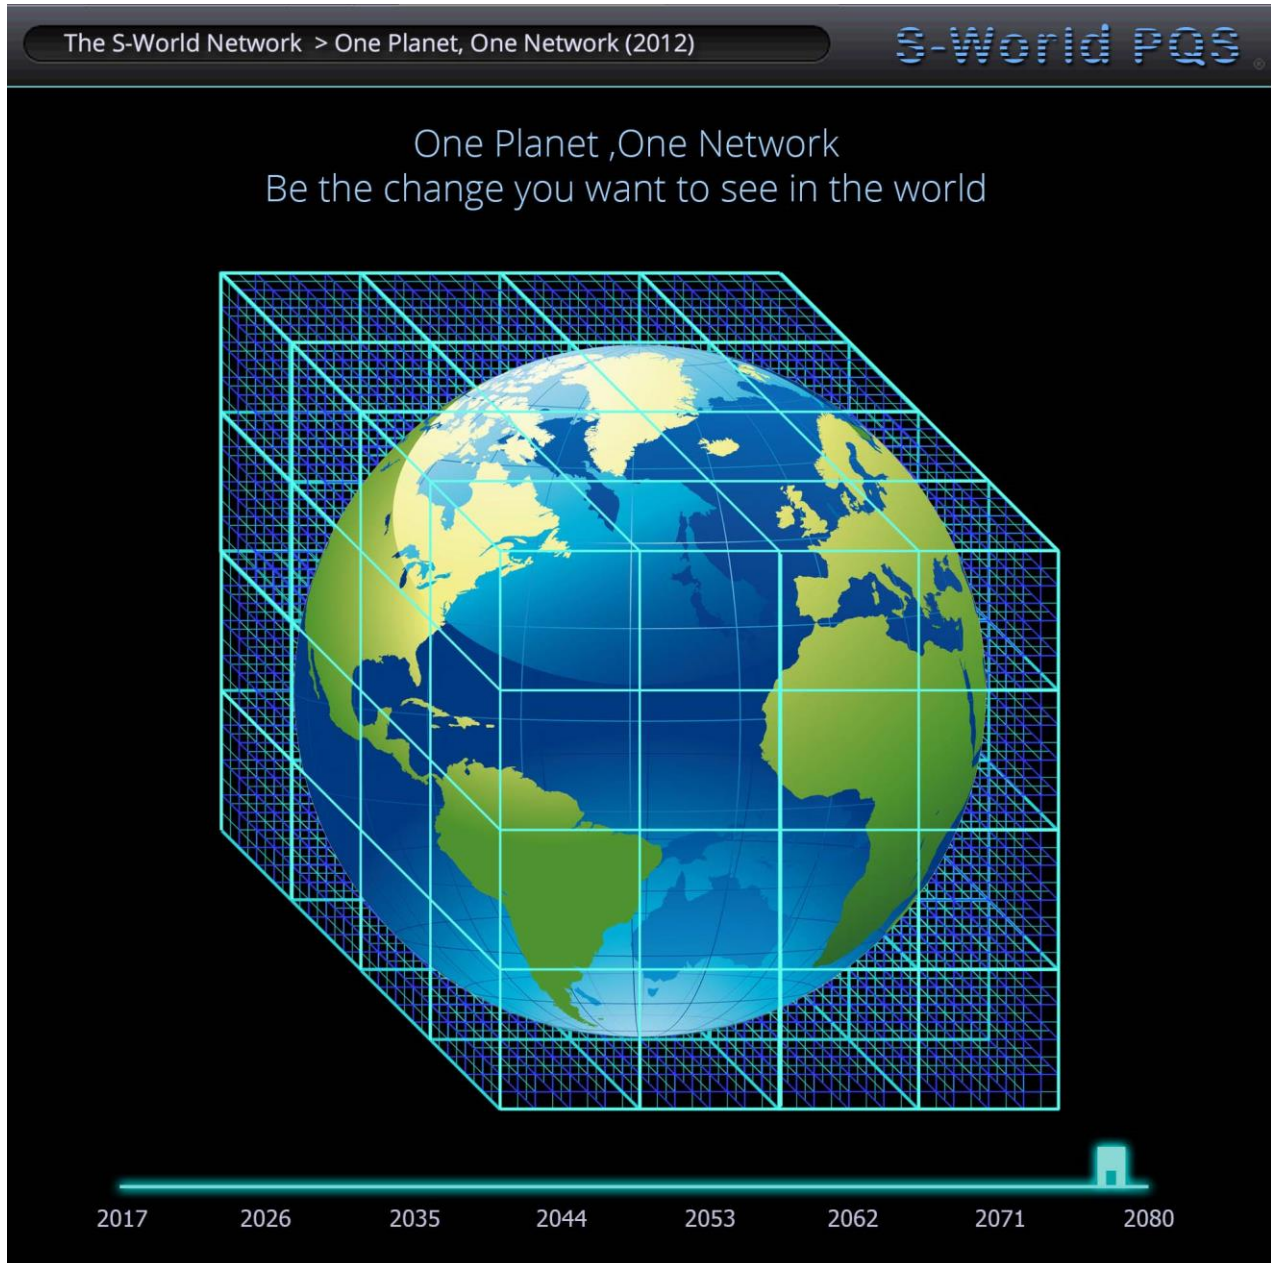 The S-World Network > One Planet, One Network (2012)
S-World PQS ®
One Planet ,One Network
Be the change you want to see in the world
2017 2026 2035 2044 2053 2062 2071 2080